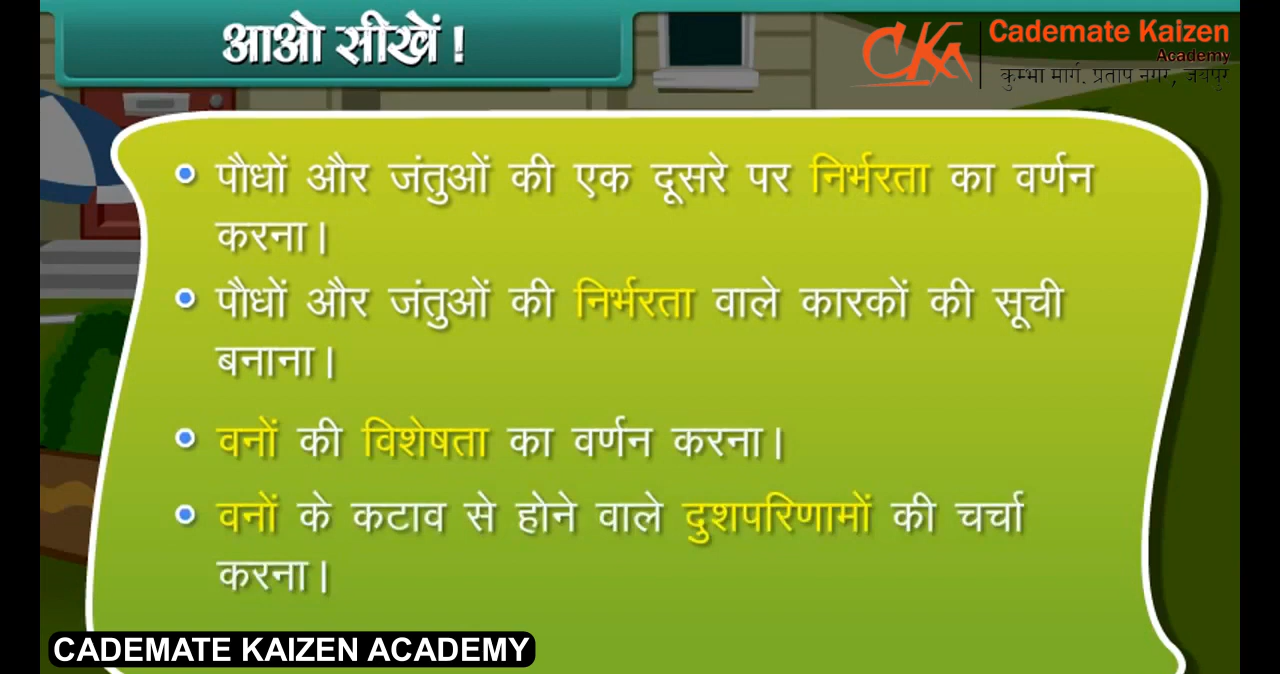 आओ सीखें!
Cademate Kaizen
Academy
कुम्भा मार्ग, प्रताप नगर, जयपुर
पौधों और जंतुओं की एक दूसरे पर निर्भरता का वर्णन
करना।
पौधों और जंतुओं की निर्भरता वाले कारकों की सूची
बनाना।
वनों की विशेषता का वर्णन करना।
वनों के कटाव से होने वाले दुशपरिणामों की चर्चा
करना।
CADEMATE KAIZEN ACADEMY